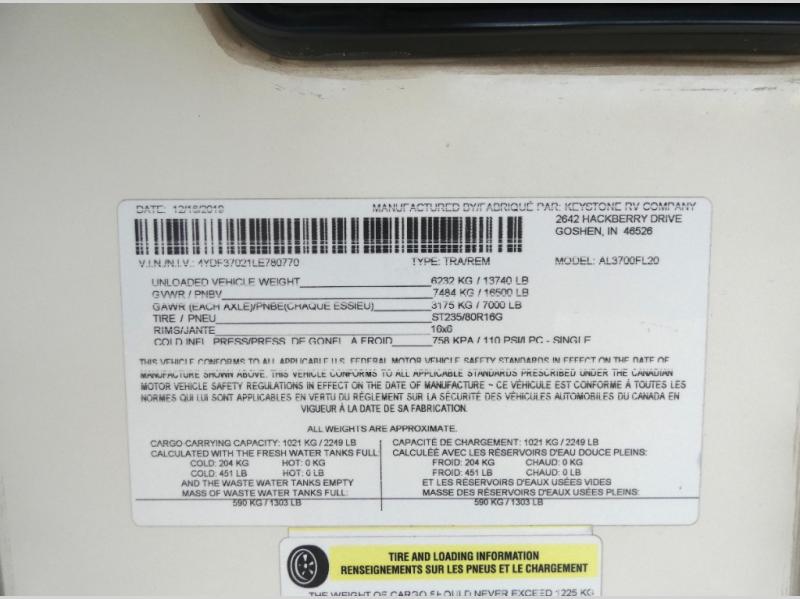 DATE: 12/16/2019 MANUFACTURED BY/FABRIQUÉ PAR: KEYSTONE RV COMPANY
2642 HACKBERRY DRIVE
GOSHEN, IN 46526
V.I.N./N.I.V.: 4YDF37021LE780770 TYPE: TRA/REM MODEL: AL3700FL20
UNLOADED VEHICLE WEIGHT 6232 KG / 13740 LB
GVWR / PNBV 7484 KG / 16500 LB
GAWR (EACH AXLE)/PNBE(CHAQUE ESSIEU) 3175 KG / 7000 LB
TIRE / PNEU ST235/80R16G
RIMS/JANTE 16x6
COLD INFL. PRESS/PRESS. DE GONFL A FROID 758 KPA / 110 PSI/LPC - SINGLE
THIS VEHICLE CONFORMS TO ALL APPLICABLE U.S. FEDERAL MOTOR VEHICLE SAFETY STANDARDS IN EFFECT ON THE DATE OF
MANUFACTURE SHOWN ABOVE. THIS VEHICLE CONFORMS TO ALL APPLICABLE STANDARDS PRESCRIBED UNDER THE CANADIAN
MOTOR VEHICLE SAFETY REGULATIONS IN EFFECT ON THE DATE OF MANUFACTURE ~ CE VÉHICULE EST CONFORME Á TOUTES LES
NORMES QUI LUI SONT APPLICABLES EN VERTU DU RÉGLEMENT SUR LA SÉCURITÉ DES VÉHICULES AUTOMOBILES DU CANADA EN
VIGUEUR À LA DATE DE SA FABRICATION.
ALL WEIGHTS ARE APPROXIMATE.
CARGO CARRYING CAPACITY: 1021 KG / 2249 LB
CALCULATED WITH THE FRESH WATER TANKS FULL:
COLD: 204 KG HOT: 0 KG
COLD: 451 LB HOT: 0 LB
AND THE WASTE WATER TANKS EMPTY
MASS OF WASTE WATER TANKS FULL:
590 KG / 1303 LB
CAPACITÉ DE CHARGEMENT: 1021 KG / 2249 LB
CALCULÉE AVEC LES RÉSERVOIRS D'EAU DOUCE PLEINS:
FROID: 204 KG CHAUD: 0 KG
FROID: 451 LB CHAUD: 0 LB
ET LES RÉSERVOIRS D'EAUX USÉES VIDES
MASSE DES RÉSERVOIRS D'EAUX USÉES PLEINS:
590 KG / 1303 LB
TIRE AND LOADING INFORMATION
RENSEIGNEMENTS SUR LES PNEUS ET LE CHARGEMENT
THE WEIGHT OF CARGO SHOULD NEVER EXCEED 1225 KG